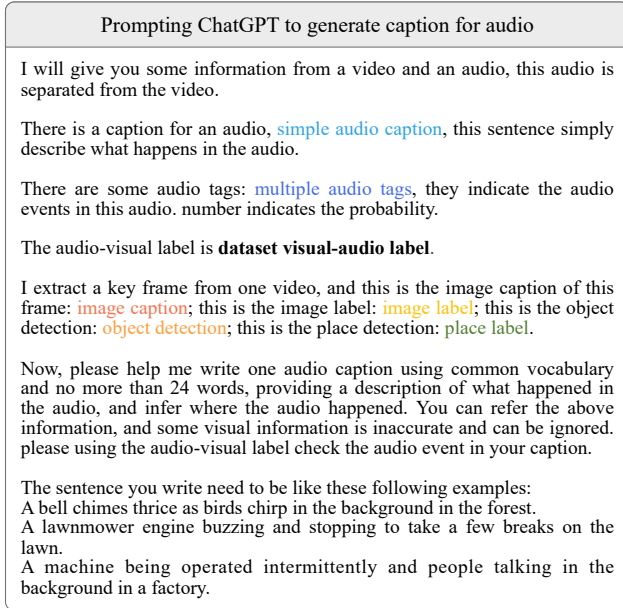 Prompting ChatGPT to generate caption for audio
I will give you some information from a video and an audio, this audio is
separated from the video.
There is a caption for an audio, simple audio caption, this sentence simply
describe what happens in the audio.
There are some audio tags: multiple audio tags, they indicate the audio
events in this audio. number indicates the probability.
The audio-visual label is dataset visual-audio label.
I extract a key frame from one video, and this is the image caption of this
frame: image caption; this is the image label: image label; this is the object
detection: object detection; this is the place detection: place label.
Now, please help me write one audio caption using common vocabulary
and no more than 24 words, providing a description of what happened in
the audio, and infer where the audio happened. You can refer the above
information, and some visual information is inaccurate and can be ignored.
please using the audio-visual label check the audio event in your caption.
The sentence you write need to be like these following examples:
A bell chimes thrice as birds chirp in the background in the forest.
A lawnmower engine buzzing and stopping to take a few breaks on the
lawn.
A machine being operated intermittently and people talking in the
background in a factory.